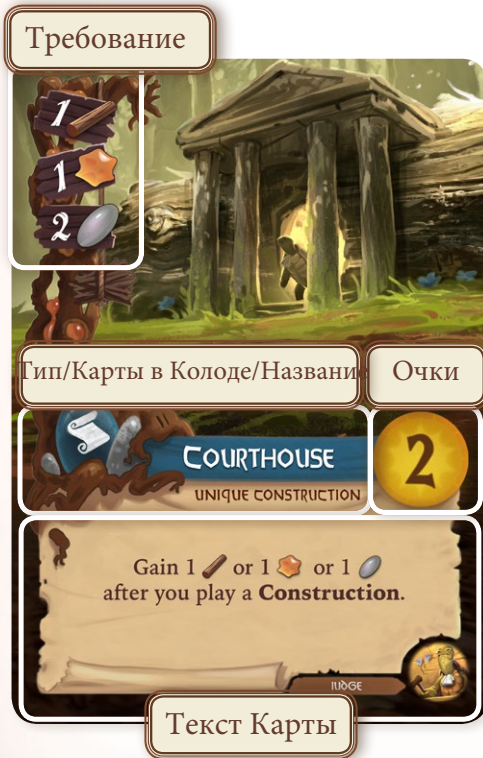 Требование
1
1
2
Тип/Карты в Колоде/Название
Очки
Courthouse
2
unique construction
Gain 1 or 1 or 1
after you play a Construction.
Judge
Текст Карты